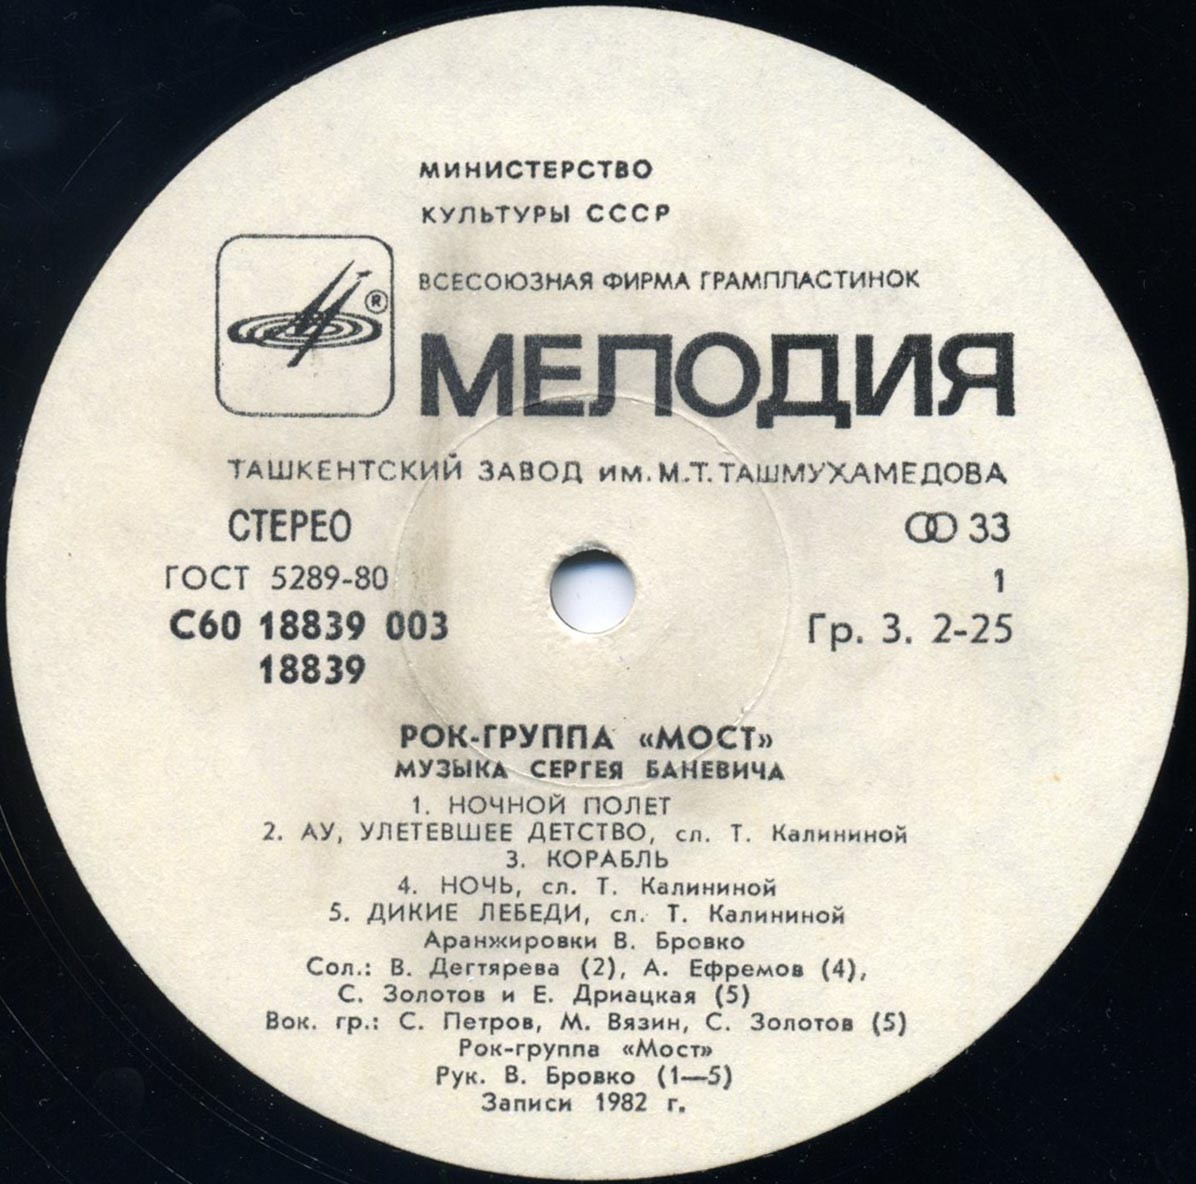 МИНИСТЕРСТВО
КУЛЬТУРЫ СССР
ВСЕСОЮЗНАЯ ФИРМА ГРАМПЛАСТИНОК
®
МЕЛОДИЯ
ТАШКЕНТСКИЙ ЗАВОД им. М.Т. ТАШМУХАМЕДОВА
СТЕРЕО 33
ГОСТ 5289-80 1
С60 18839 003 Гр. 3. 2-25
18839
РОК-ГРУППА «МОСТ»
МУЗЫКА СЕРГЕЯ БАНЕВИЧА
1. НОЧНОЙ ПОЛЕТ
2. АУ, УЛЕТЕВШЕЕ ДЕТСТВО, сл. Т. Калининой
3. КОРАБЛЬ
4. НОЧЬ, сл. Т. Калининой
5. ДИКИЕ ЛЕБЕДИ, сл. Т. Калининой
Аранжировки В. Бровко
Сол.: В. Дегтярева (2), А. Ефремов (4),
С. Золотов и Е. Дриацкая (5)
Вок. гр.: С. Петров, М. Вязин, С. Золотов (5)
Рок-группа «Мост»
Рук. В. Бровко (1—5)
Записи 1982 г.